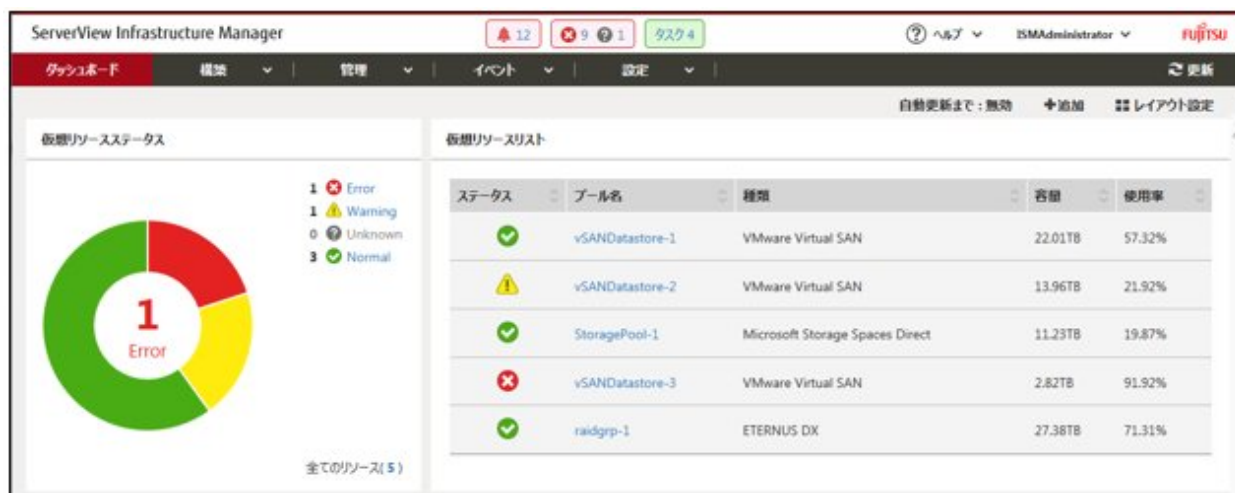 ServerView Infrastructure Manager 12 9 1 タスク 4 ヘルプ ISMAdministrator FUJITSU
ダッシュボード 構築 管理 イベント 設定 更新
自動更新まで : 無効 追加 レイアウト設定
仮想リソースステータス
1 Error
1 Warning
0 Unknown
3 Normal
1
Error
全てのリソース( 5 )
仮想リソースリスト
ステータス プール名 種類 容量 使用率
vSANDatastore-1 VMware Virtual SAN 22.01TB 57.32%
vSANDatastore-2 VMware Virtual SAN 13.96TB 21.92%
StoragePool-1 Microsoft Storage Spaces Direct 11.23TB 19.87%
vSANDatastore-3 VMware Virtual SAN 2.82TB 91.92%
raidgrp-1 ETERNUS DX 27.38TB 71.31%